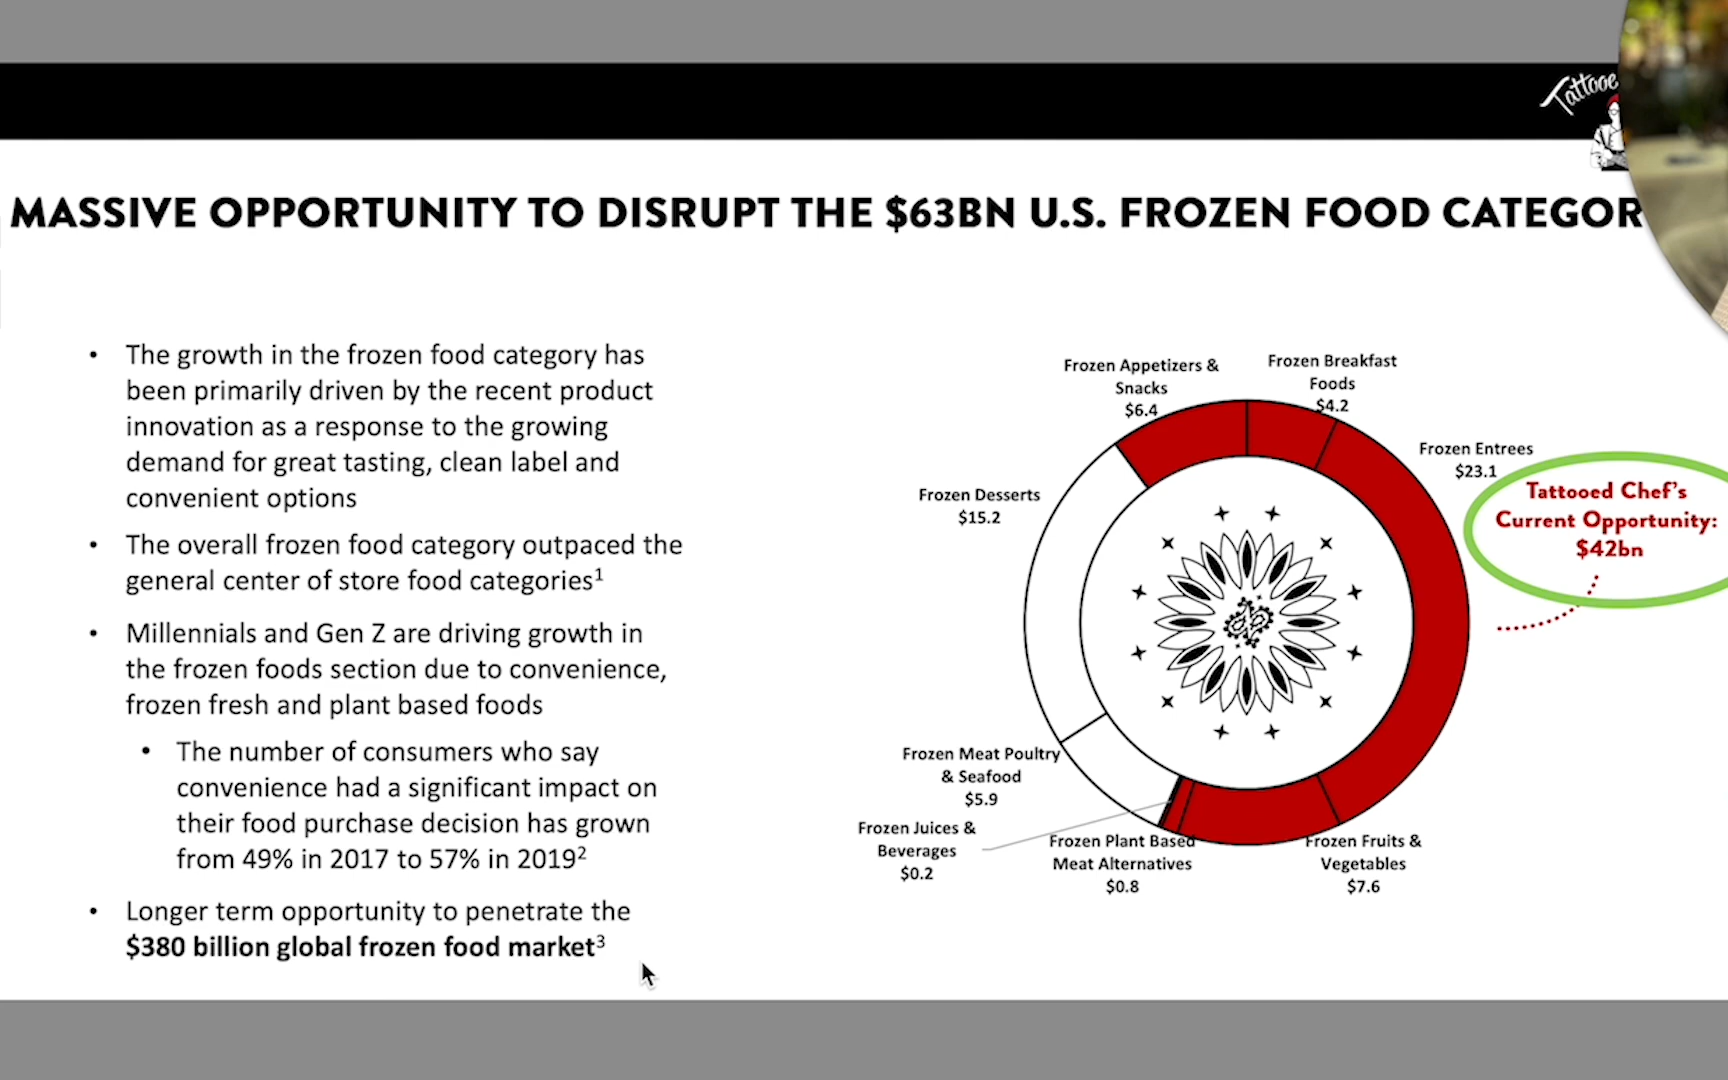 Tattooe
MASSIVE OPPORTUNITY TO DISRUPT THE $63BN U.S. FROZEN FOOD CATEGOR
• The growth in the frozen food category has
been primarily driven by the recent product
innovation as a response to the growing
demand for great tasting, clean label and
convenient options
• The overall frozen food category outpaced the
general center of store food categories¹
• Millennials and Gen Z are driving growth in
the frozen foods section due to convenience,
frozen fresh and plant based foods
• The number of consumers who say
convenience had a significant impact on
their food purchase decision has grown
from 49% in 2017 to 57% in 2019²
• Longer term opportunity to penetrate the
$380 billion global frozen food market³
Frozen Appetizers &
Snacks
$6.4
Frozen Breakfast
Foods
$4.2
Frozen Entrees
$23.1
Tattooed Chef's
Current Opportunity:
$42bn
Frozen Desserts
$15.2
Frozen Meat Poultry
& Seafood
$5.9
Frozen Juices &
Beverages
$0.2
Frozen Plant Based
Meat Alternatives
$0.8
Frozen Fruits &
Vegetables
$7.6